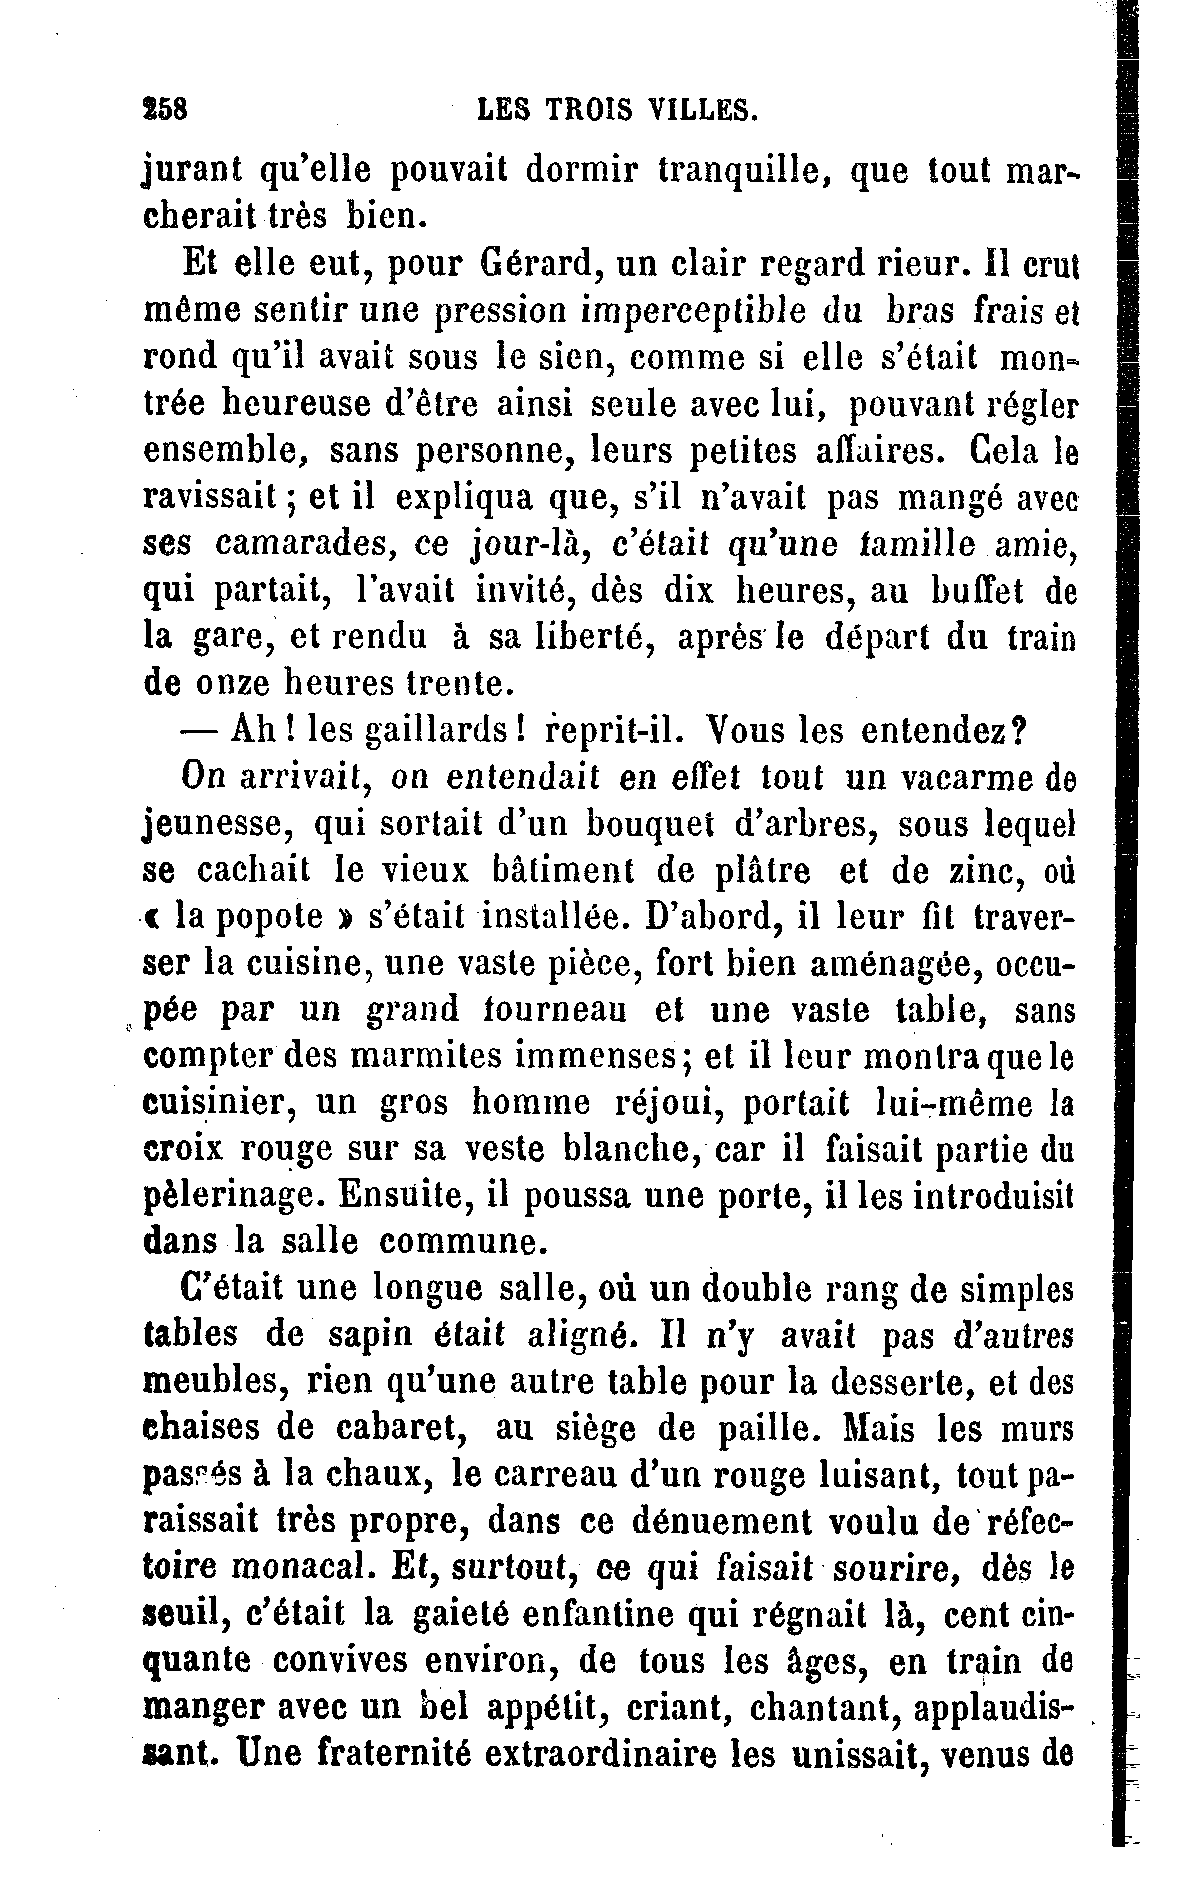 258 LES TROIS VILLES.
jurant qu'elle pouvait dormir tranquille, que tout mar-
cherait très bien.
Et elle eut, pour Gérard, un clair regard rieur. Il crut
même sentir une pression imperceptible du bras frais et
rond qu'il avait sous le sien, comme si elle s'était mon-
trée heureuse d'être ainsi seule avec lui, pouvant régler
ensemble, sans personne, leurs petites affaires. Cela le
ravissait ; et il expliqua que, s'il n'avait pas mangé avec
ses camarades, ce jour-là, c'était qu'une famille amie,
qui partait, l'avait invité, dès dix heures, au buffet de
la gare, et rendu à sa liberté, après le départ du train
de onze heures trente.
— Ah ! les gaillards ! reprit-il. Vous les entendez ?
On arrivait, on entendait en effet tout un vacarme de
jeunesse, qui sortait d'un bouquet d'arbres, sous lequel
se cachait le vieux bâtiment de plâtre et de zinc, où
« la popote » s'était installée. D'abord, il leur fit traver-
ser la cuisine, une vaste pièce, fort bien aménagée, occu-
pée par un grand fourneau et une vaste table, sans
compter des marmites immenses ; et il leur montra que le
cuisinier, un gros homme réjoui, portait lui-même la
croix rouge sur sa veste blanche, car il faisait partie du
pèlerinage. Ensuite, il poussa une porte, il les introduisit
dans la salle commune.
C'était une longue salle, où un double rang de simples
tables de sapin était aligné. Il n'y avait pas d'autres
meubles, rien qu'une autre table pour la desserte, et des
chaises de cabaret, au siège de paille. Mais les murs
passés à la chaux, le carreau d'un rouge luisant, tout pa-
raissait très propre, dans ce dénuement voulu de réfec-
toire monacal. Et, surtout, ce qui faisait sourire, dès le
seuil, c'était la gaieté enfantine qui régnait là, cent cin-
quante convives environ, de tous les âges, en train de
manger avec un bel appétit, criant, chantant, applaudis-
sant. Une fraternité extraordinaire les unissait, venus de